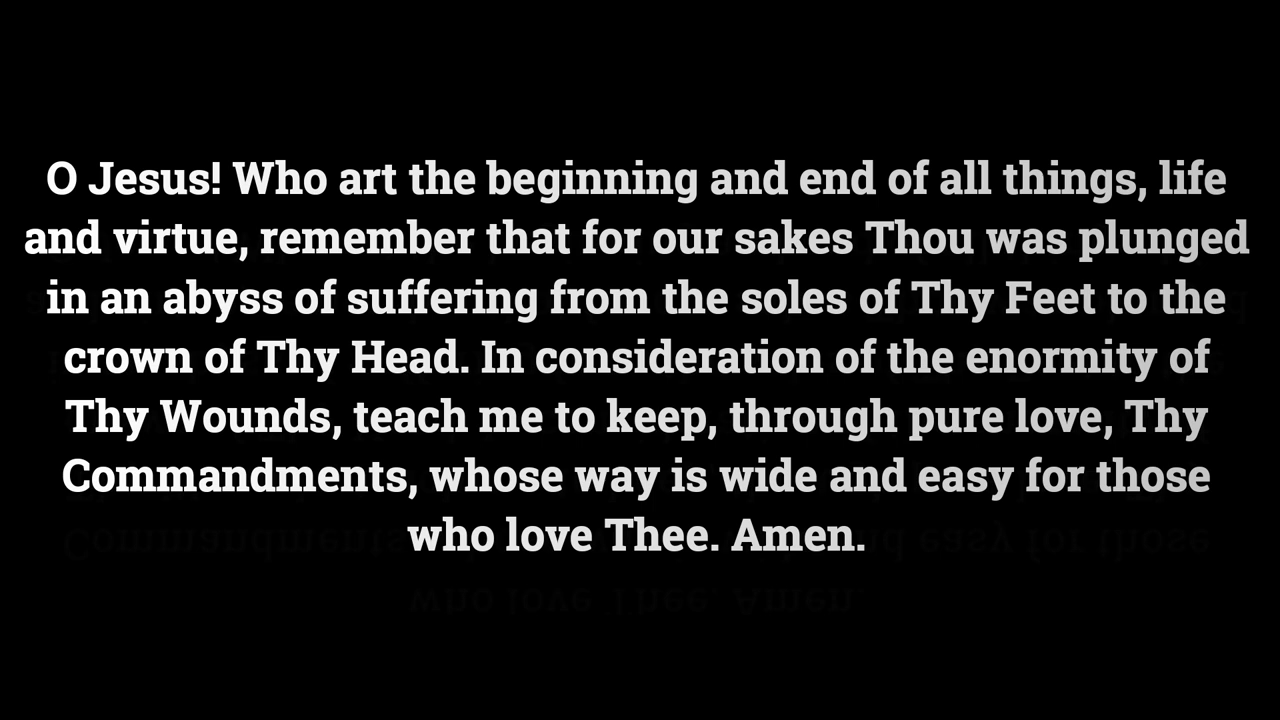 O Jesus! Who art the beginning and end of all things, life
and virtue, remember that for our sakes Thou was plunged
in an abyss of suffering from the soles of Thy Feet to the
crown of Thy Head. In consideration of the enormity of
Thy Wounds, teach me to keep, through pure love, Thy
Commandments, whose way is wide and easy for those
who love Thee. Amen.